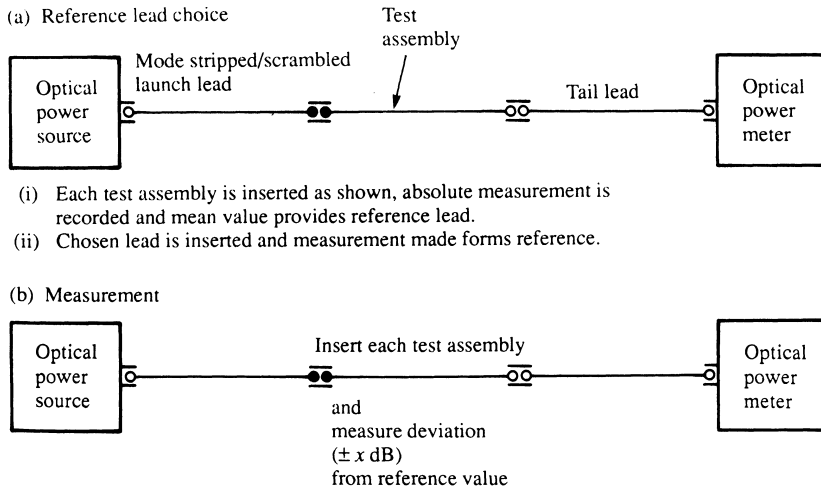 (a) Reference lead choice
Test
assembly
Mode stripped/scrambled
launch lead
Optical
power
source
Tail lead
Optical
power
meter
(i) Each test assembly is inserted as shown, absolute measurement is
recorded and mean value provides reference lead.
(ii) Chosen lead is inserted and measurement made forms reference.
(b) Measurement
Optical
power
source
Insert each test assembly
and
measure deviation
(± x dB)
from reference value
Optical
power
meter